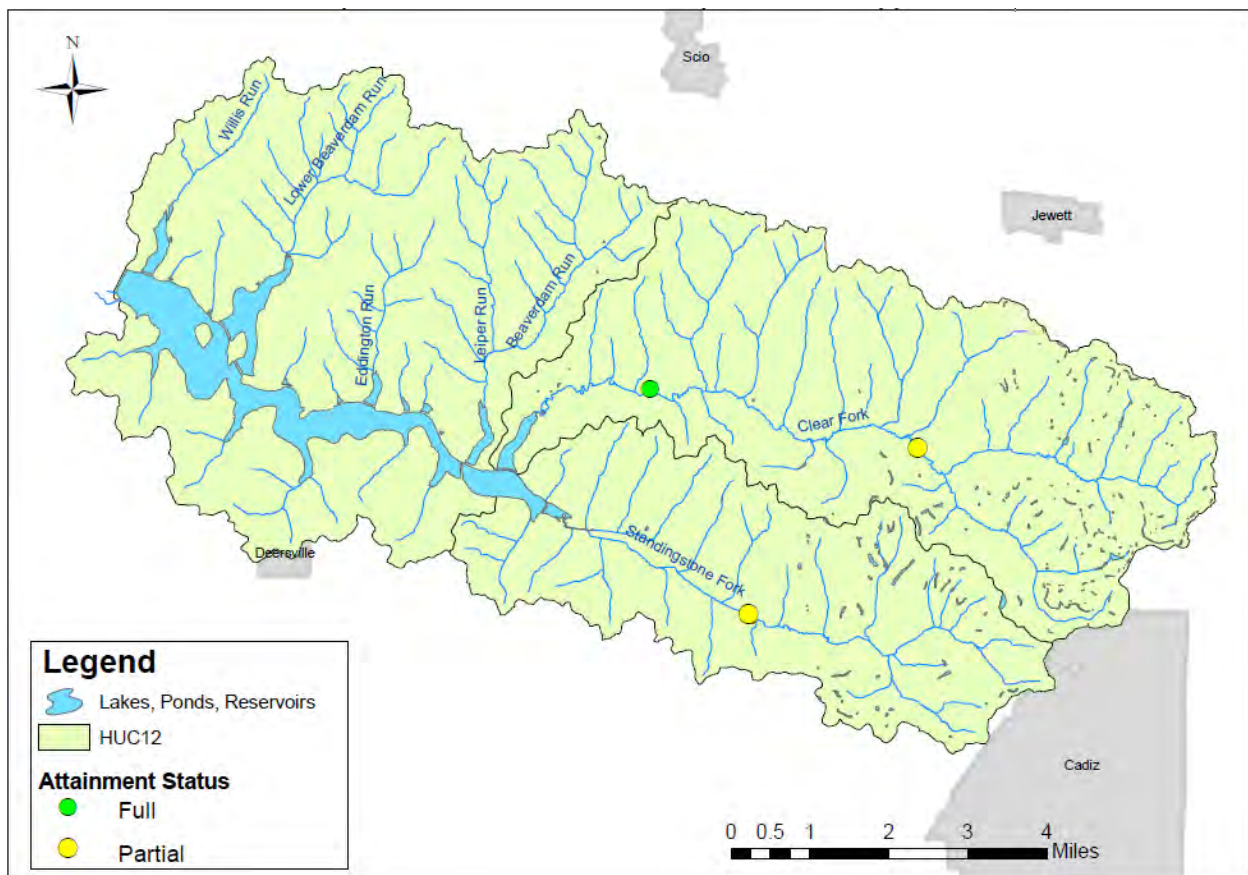 N
Scio
Willis Run
Lower Beaverdam Run
Jewett
Beaverdam Run
Leiper Run
Eddington Run
Clear Fork
Standingstone Fork
Deersville
Cadiz
Legend
Lakes, Ponds, Reservoirs
HUC12
Attainment Status
Full
Partial
0 0.5 1 2 3 4
Miles